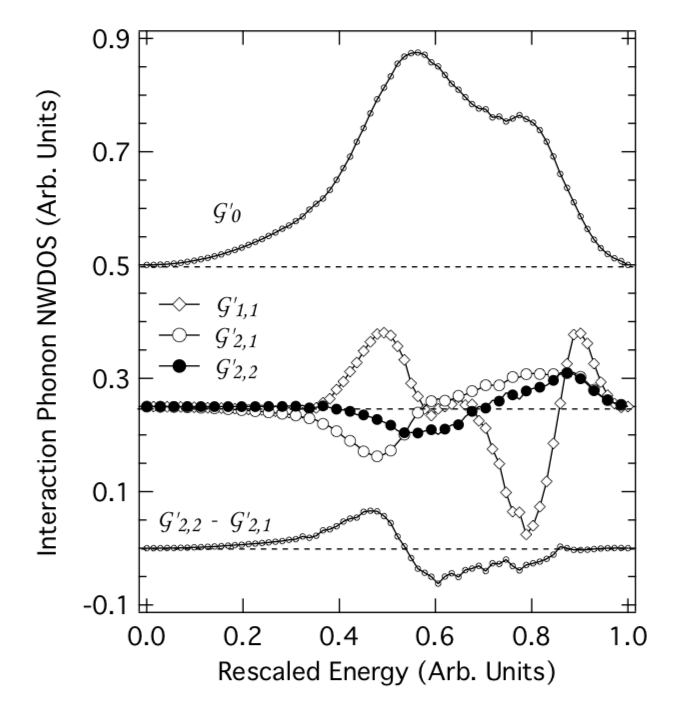 Interaction Phonon NWDOS (Arb. Units)
0.9
0.7
0.5
0.3
0.1
-0.1
G'0
G'1,1
G'2,1
G'2,2
G'2,2 - G'2,1
0.0 0.2 0.4 0.6 0.8 1.0
Rescaled Energy (Arb. Units)